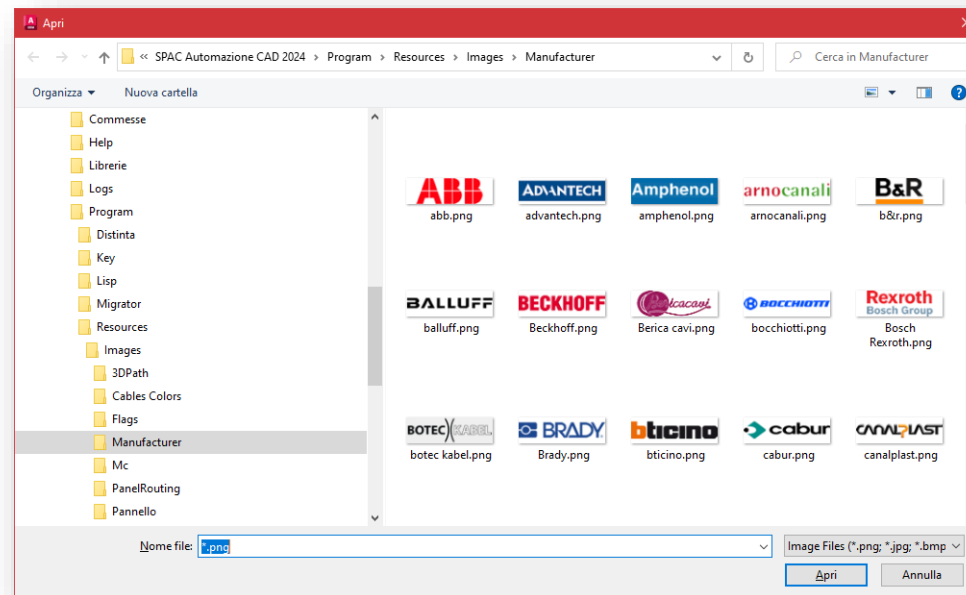 Apri
« SPAC Automazione CAD 2024 > Program > Resources > Images > Manufacturer
Cerca in Manufacturer
Organizza
Nuova cartella
Commesse
Help
Librerie
Logs
Program
Distinta
Key
Lisp
Migrator
Resources
Images
3DPath
Cables Colors
Flags
Manufacturer
Mc
PanelRouting
Pannello
ABB
ADVANTECH
Amphenol
arnocanali
B&R
abb.png
advantech.png
amphenol.png
arnocanali.png
b&r.png
BALLUFF
BECKHOFF
Bericacavi
BOCCHIOTTI
Rexroth
Bosch Group
balluff.png
Beckhoff.png
Berica cavi.png
bocchiotti.png
Bosch
Rexroth.png
BOTEC KABEL
BRADY
bticino
cabur
CANALPLAST
botec kabel.png
Brady.png
bticino.png
cabur.png
canalplast.png
Nome file:
*.png
Image Files (*.png; *.jpg; *.bmp
Apri
Annulla